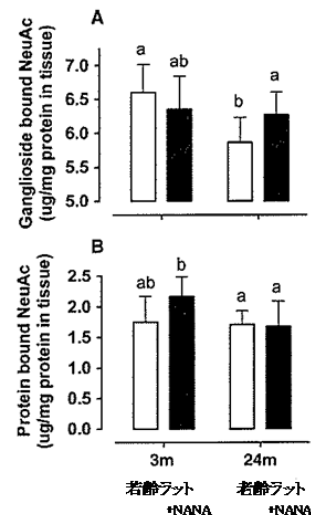 A
Ganglioside bound NeuAc
(ug/mg protein in tissue)
7.0
6.5
6.0
5.5
5.0
a
ab
b
a
B
Protein bound NeuAc
(ug/mg protein in tissue)
2.5
2.0
1.5
1.0
0.5
0.0
ab
b
a
a
3m
24m
若齢ラット
+NANA
老齢ラット
+NANA